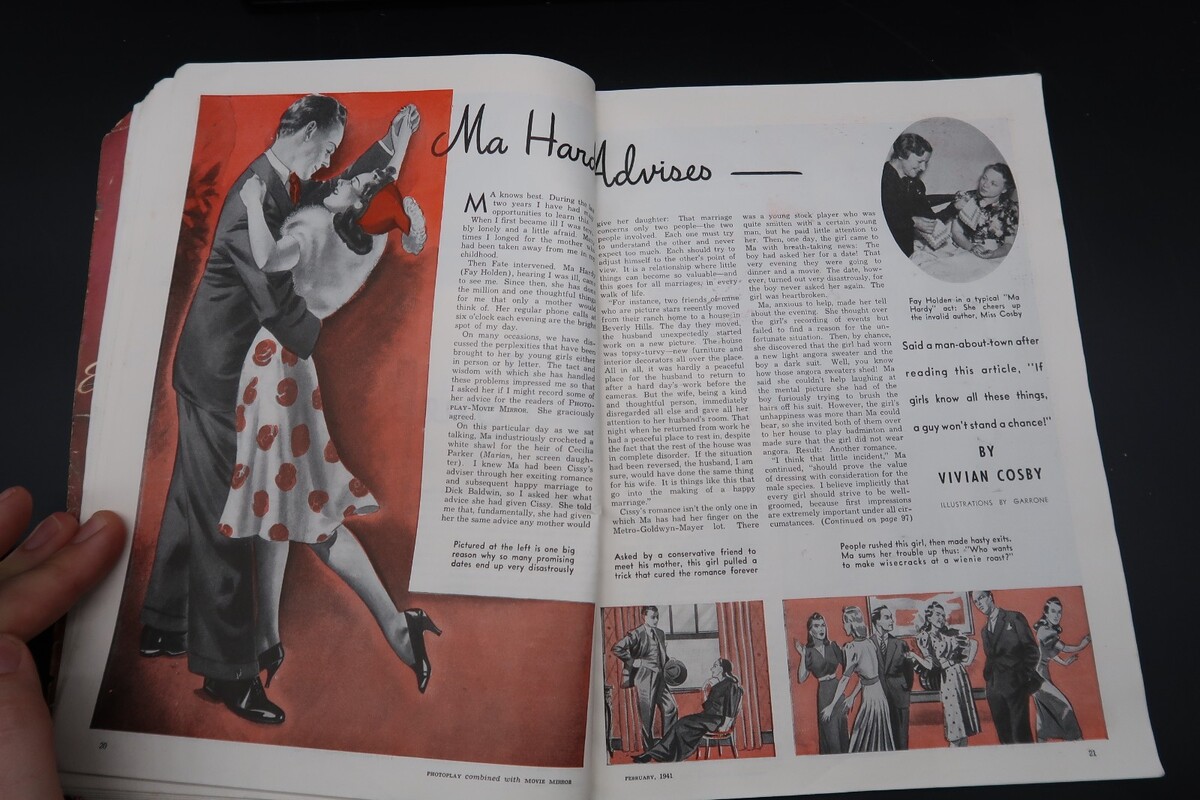 Ma Hardy Advises —
MA knows best. During the
two years I have had
opportunities to learn this.
When I first became ill I was
bly lonely and a little afraid.
times I longed for the mother
had been taken away from me in
childhood.
Then Fate intervened. Ma Hardy
(Fay Holden), hearing I was ill, came
to see me. Since then, she has done
the million and one thoughtful things
for me that only a mother would
think of. Her regular phone calls at
six o'clock each evening are the bright
spot of my day.
On many occasions, we have dis-
cussed the perplexities that have been
brought to her by young girls either
in person or by letter. The tact and
wisdom with which she has handled
these problems impressed me so that
I asked her if I might record some of
her advice for the readers of PHOTO-
PLAY-MOVIE MIRROR. She graciously
agreed.
On this particular day as we sat
talking, Ma industriously crocheted a
white shawl for the heir of Cecilia
Parker (Marian, her screen daugh-
ter). I knew Ma had been Cissy's
adviser through her exciting romance
and subsequent happy marriage to
Dick Baldwin, so I asked her what
advice she had given Cissy. She told
me that, fundamentally, she had given
her the same advice any mother would
Pictured at the left is one big
reason why so many promising
dates end up very disastrously
20
PHOTOPLAY combined with MOVIE MIRROR
give her daughter: That marriage
concerns only two people—the two
people involved. Each one must try
to understand the other and never
expect too much. Each should try to
adjust himself to the other's point of
view. It is a relationship where little
things can become so valuable—and
this goes for all marriages, in every
walk of life.
"For instance, two friends of mine
who are picture stars recently moved
from their ranch home to a house in
Beverly Hills. The day they moved,
the husband unexpectedly started
work on a new picture. The house
was topsy-turvy—new furniture and
interior decorators all over the place.
All in all, it was hardly a peaceful
place for the husband to return to
after a hard day's work before the
cameras. But the wife, being a kind
and thoughtful person, immediately
disregarded all else and gave all her
attention to her husband's room. That
night when he returned from work he
had a peaceful place to rest in, despite
the fact that the rest of the house was
in complete disorder. If the situation
had been reversed, the husband, I am
sure, would have done the same thing
for his wife. It is things like this that
go into the making of a happy
marriage."
Cissy's romance isn't the only one in
which Ma has had her finger on the
Metro-Goldwyn-Mayer lot. There
was a young stock player who was
quite smitten with a certain young
man, but he paid little attention to
her. Then, one day, the girl came to
Ma with breath-taking news! The
boy had asked her for a date! That
very evening they were going to
dinner and a movie. The date, how-
ever, turned out very disastrously, for
the boy never asked her again. The
girl was heartbroken.
Ma, anxious to help, made her tell
about the evening. She thought over
the girl's recording of events but
failed to find a reason for the un-
fortunate situation. Then, by chance,
she discovered that the girl had worn
a new light angora sweater and the
boy a dark suit. Well, you know
how those angora sweaters shed! Ma
said she couldn't help laughing at
the mental picture she had of the
boy furiously trying to brush the
hairs off his suit. However, the girl's
unhappiness was more than Ma could
bear, so she invited both of them over
to her house to play badminton and
made sure that the girl did not wear
angora. Result: Another romance.
"I think that little incident," Ma
continued, "should prove the value
of dressing with consideration for the
male species. I believe implicitly that
every girl should strive to be well-
groomed, because first impressions
are extremely important under all cir-
cumstances. (Continued on page 97)
Fay Holden in a typical "Ma
Hardy" act: She cheers up
the invalid author, Miss Cosby
Said a man-about-town after
reading this article, "If
girls know all these things,
a guy won't stand a chance!"
BY
VIVIAN COSBY
ILLUSTRATIONS BY GARRONE
Asked by a conservative friend to
meet his mother, this girl pulled a
trick that cured the romance forever
People rushed this girl, then made hasty exits.
Ma sums her trouble up thus: "Who wants
to make wisecracks at a wienie roast?"
FEBRUARY, 1941
21